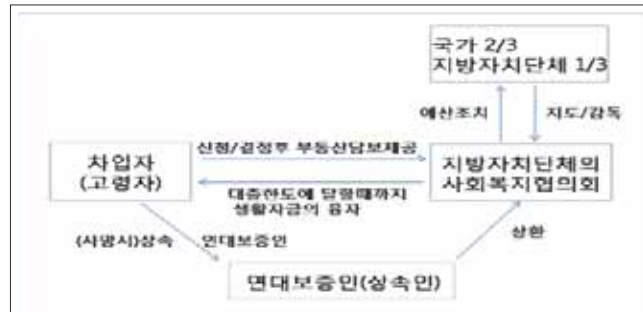 국가 2/3
지방자치단체 1/3
예산조치
지도/감독
신청/결정후 부동산담보제공
차입자
(고령자)
지방자치단체의
사회복지협의회
대출한도에 달할때까지
생활자금의 융자
(사망시)상속
연대보증인
상환
면대보증인(상속인)